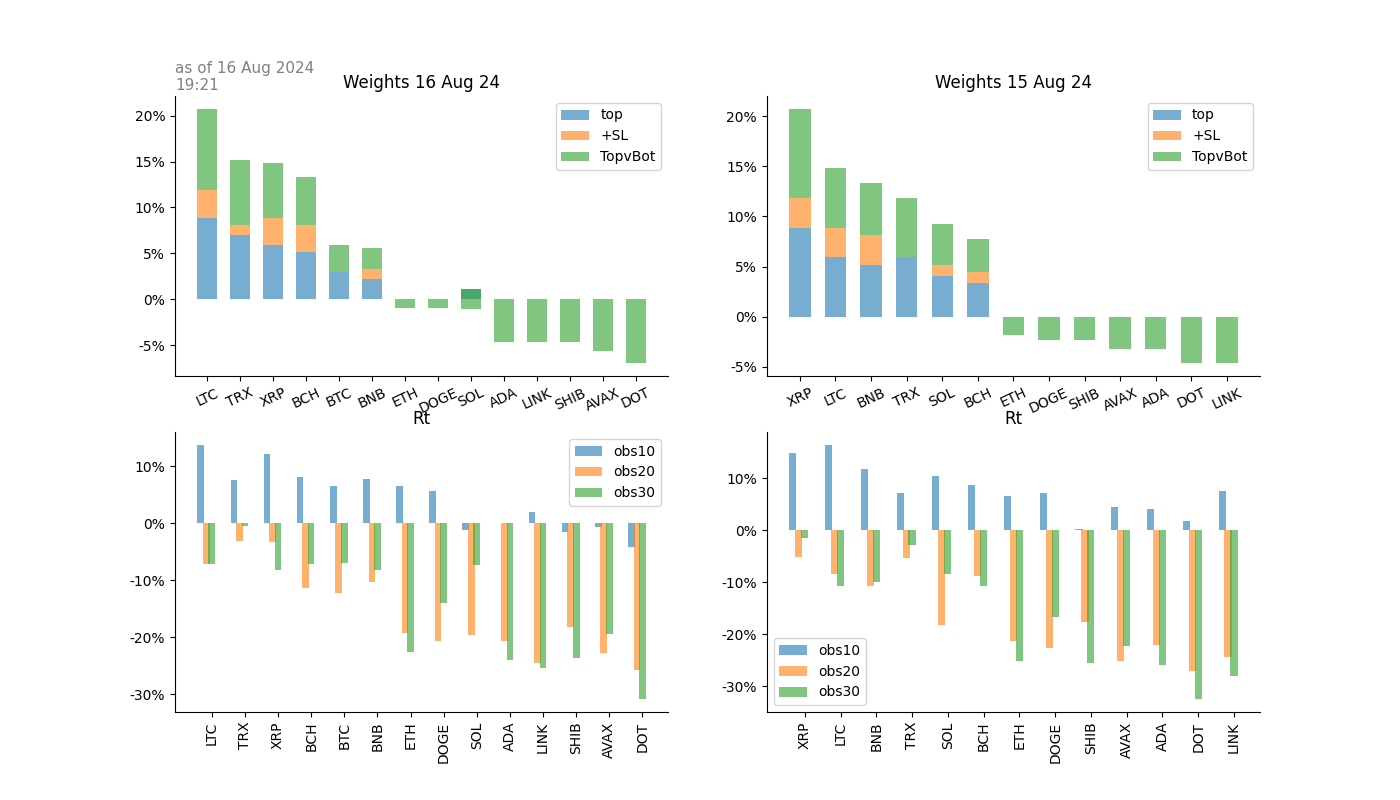 as of 16 Aug 2024
19:21
Weights 16 Aug 24
20%
15%
10%
5%
0%
-5%
top
+SL
TopvBot
LTC TRX XRP BCH BTC BNB ETH DOGE SOL ADA LINK SHIB AVAX DOT
Weights 15 Aug 24
20%
15%
10%
5%
0%
-5%
top
+SL
TopvBot
XRP LTC BNB TRX SOL BCH ETH DOGE SHIB AVAX ADA DOT LINK
Rt
10%
0%
-10%
-20%
-30%
obs10
obs20
obs30
LTC TRX XRP BCH BTC BNB ETH DOGE SOL ADA LINK SHIB AVAX DOT
Rt
10%
0%
-10%
-20%
-30%
obs10
obs20
obs30
XRP LTC BNB TRX SOL BCH ETH DOGE SHIB AVAX ADA DOT LINK